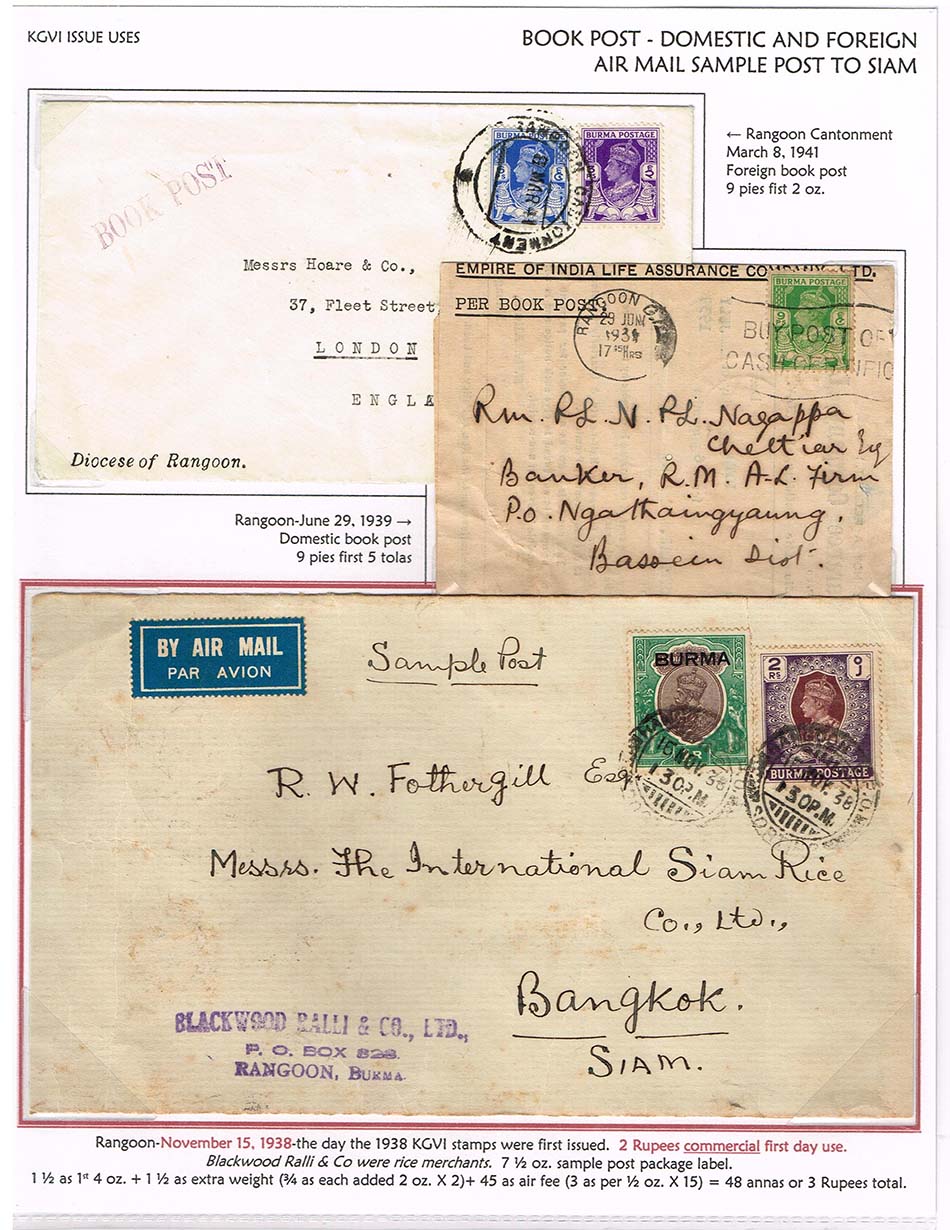 KGVI ISSUE USES
BOOK POST - DOMESTIC AND FOREIGN
AIR MAIL SAMPLE POST TO SIAM
← Rangoon Cantonment
March 8, 1941
Foreign book post
9 pies fist 2 oz.
BOOK POST
BURMA POSTAGE
BURMA POSTAGE
8 MAR 41
Messrs Hoare & Co.,
37, Fleet Street,
LONDON
ENGLA
Diocese of Rangoon.
EMPIRE OF INDIA LIFE ASSURANCE COMPANY, LTD.
PER BOOK POST.
RANGOON G.P.O.
29 JUN
1939
17 45 HRS
BURMA POSTAGE
BUY POST OF
CASH CERTIFIC
Rm. PL. N. PL. Nagappa
Chettiar Esq
Banker, R.M. A-L. Firm
P.O. Ngathaingyaung.
Bassein Dist.
Rangoon-June 29, 1939 →
Domestic book post
9 pies first 5 tolas
BY AIR MAIL
PAR AVION
Sample Post
BURMA
2 RS
BURMA POSTAGE
15 NOV. 38
1 30 P.M.
NOV. 38
1 30 P.M.
R. W. Fothergill Esq
Messrs. The International Siam Rice
Co., Ltd.,
Bangkok.
SIAM.
BLACKWOOD RALLI & CO., LTD.,
P. O. BOX 828.
RANGOON, BURMA.
Rangoon-November 15, 1938-the day the 1938 KGVI stamps were first issued. 2 Rupees commercial first day use.
Blackwood Ralli & Co were rice merchants. 7 ½ oz. sample post package label.
1 ½ as 1st 4 oz. + 1 ½ as extra weight (¾ as each added 2 oz. X 2)+ 45 as air fee (3 as per ½ oz. X 15) = 48 annas or 3 Rupees total.